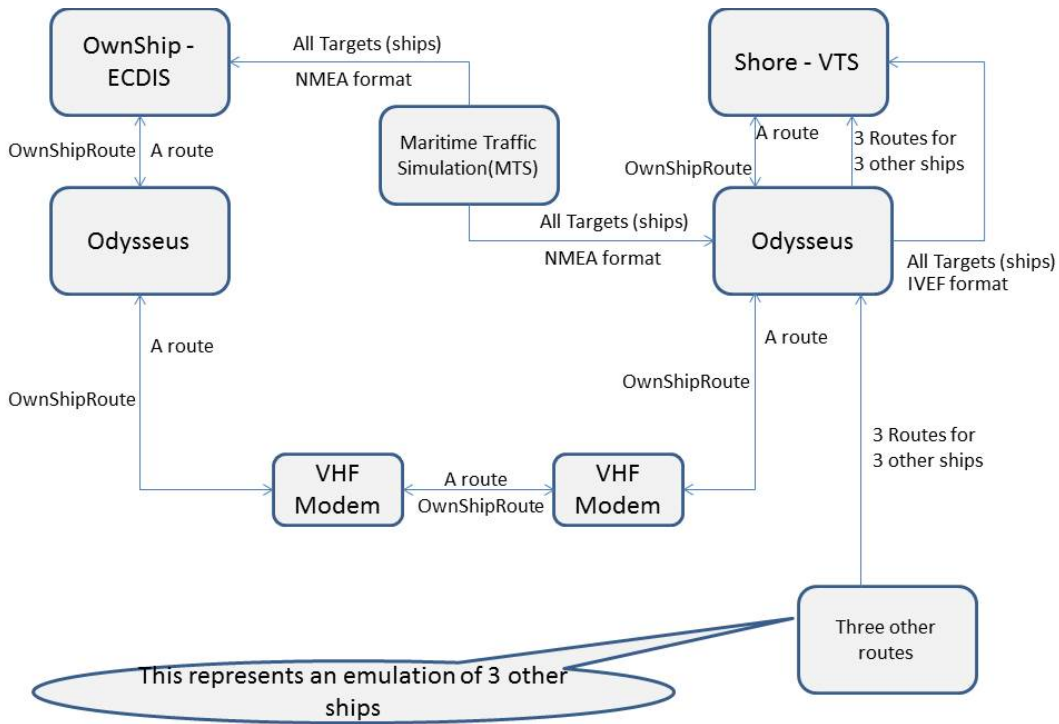 OwnShip -
ECDIS
All Targets (ships)
NMEA format
Shore - VTS
Maritime Traffic
Simulation(MTS)
OwnShipRoute
A route
A route
OwnShipRoute
3 Routes for
3 other ships
Odysseus
All Targets (ships)
NMEA format
Odysseus
All Targets (ships)
IVEF format
A route
OwnShipRoute
A route
OwnShipRoute
3 Routes for
3 other ships
VHF
Modem
A route
OwnShipRoute
VHF
Modem
Three other
routes
This represents an emulation of 3 other
ships